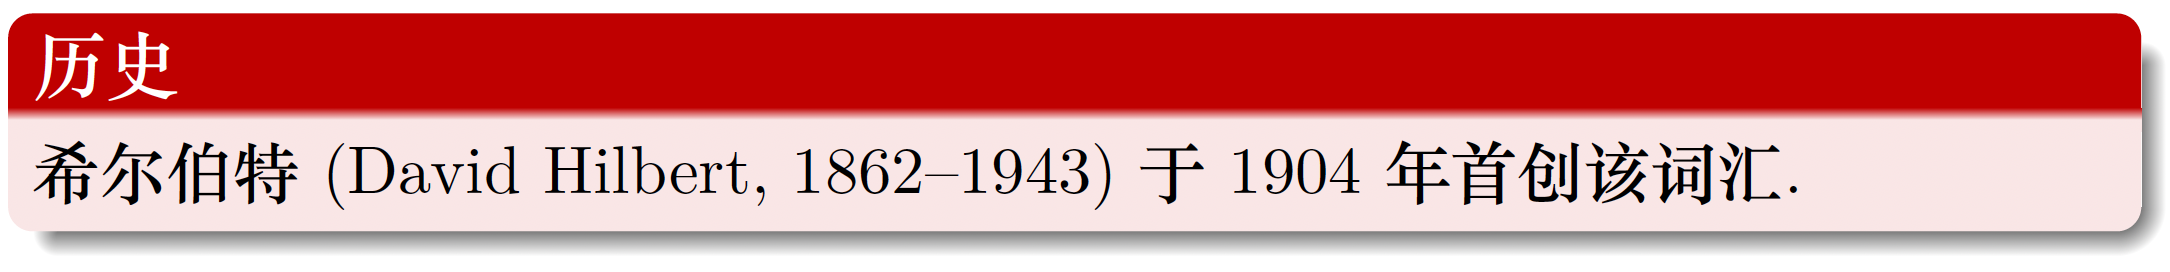 历史
希尔伯特 (David Hilbert, 1862–1943) 于 1904 年首创该词汇.